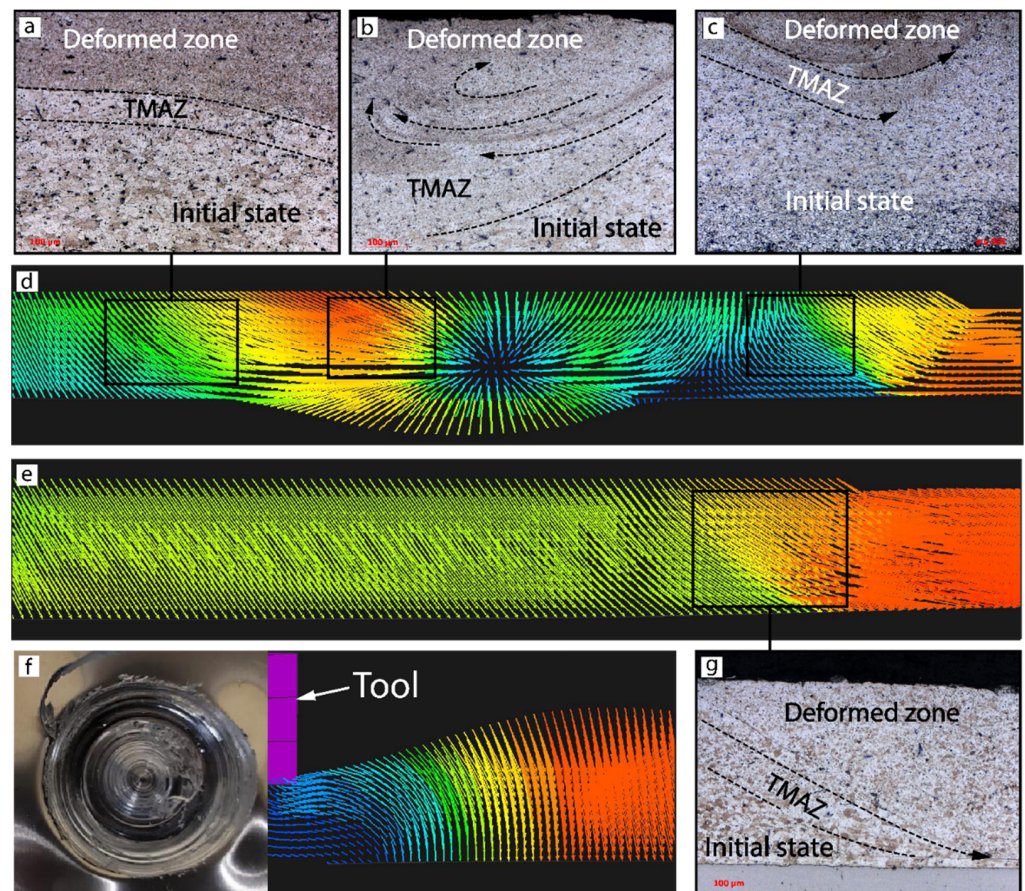 a
Deformed zone
TMAZ
Initial state
100 µm
b
Deformed zone
TMAZ
Initial state
100 µm
c
Deformed zone
TMAZ
Initial state
d
e
f
Tool
g
Deformed zone
TMAZ
Initial state
100 µm